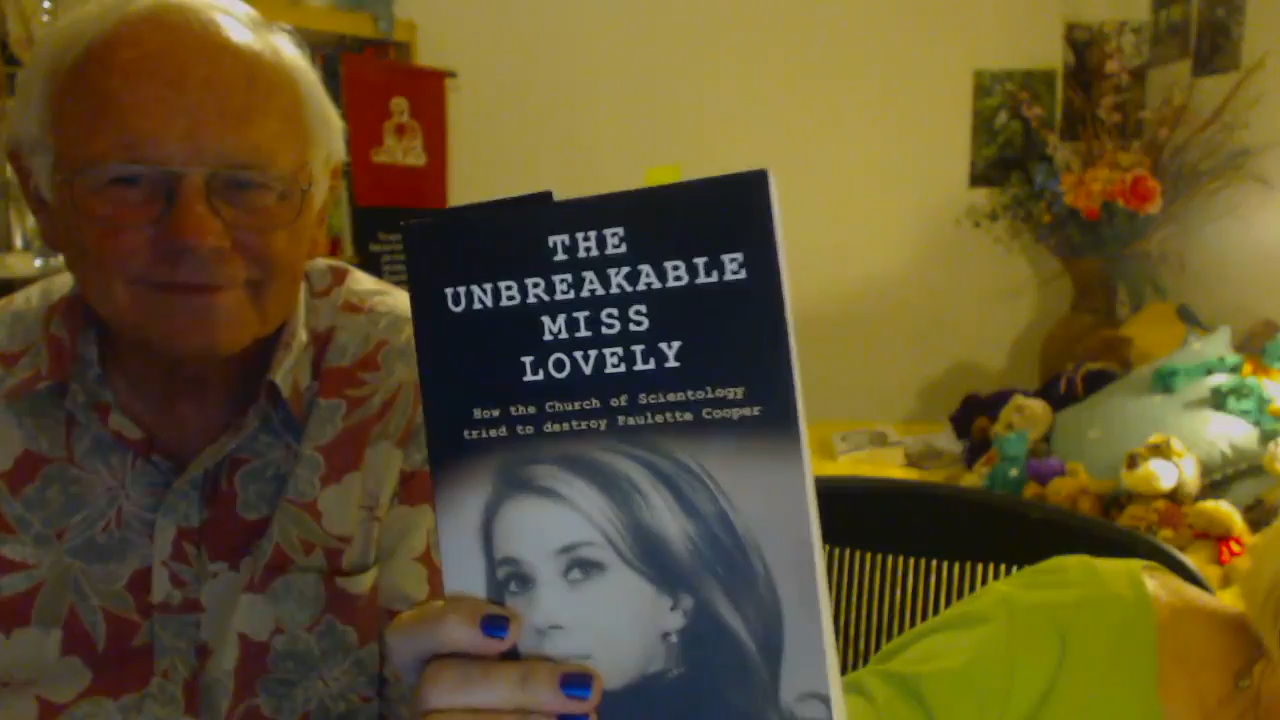 THE
UNBREAKABLE
MISS
LOVELY
How the Church of Scientology
tried to destroy Paulette Cooper